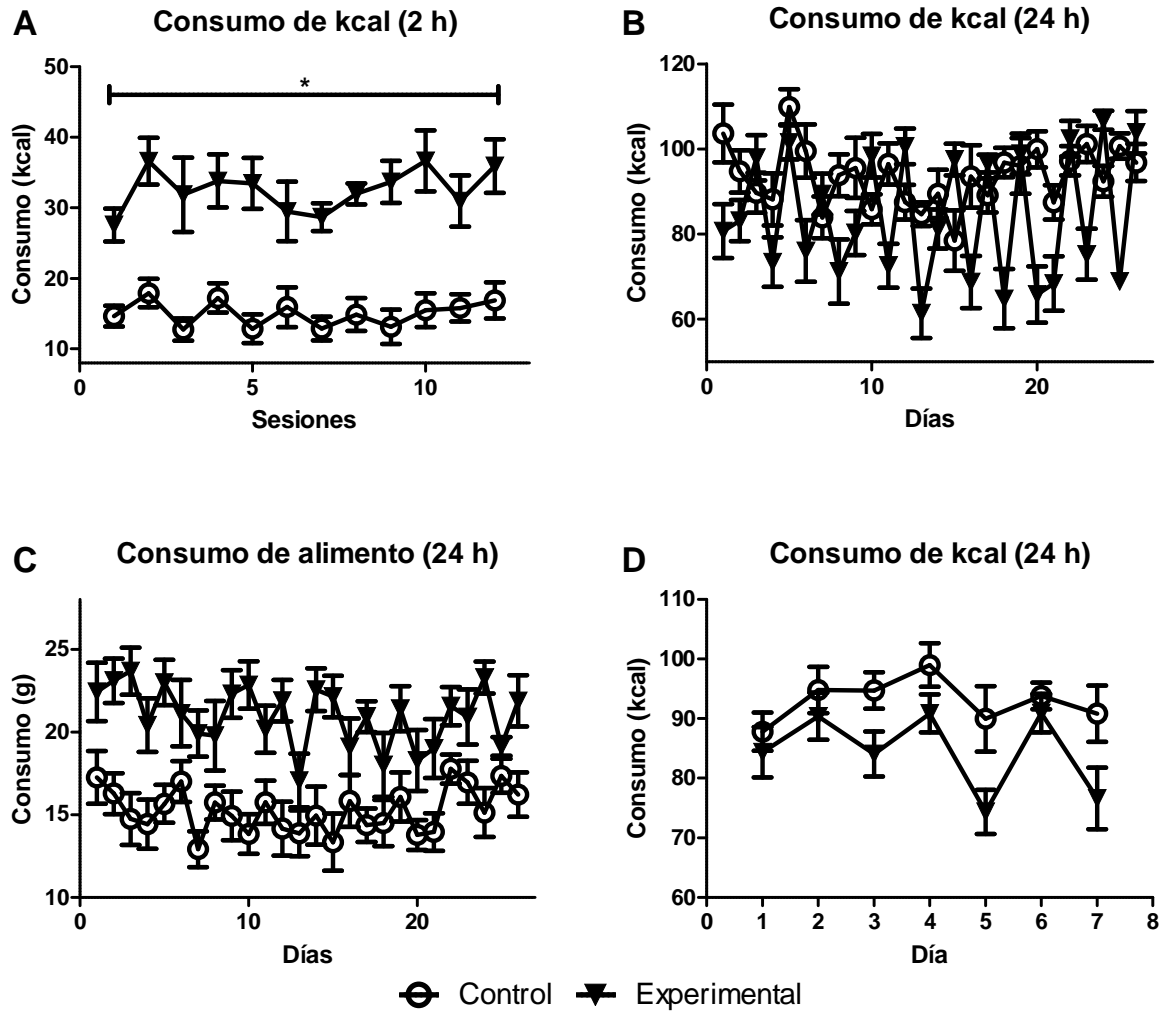 A
Consumo de kcal (2 h)
50
40
30
20
10
*
Consumo (kcal)
0
5
10
Sesiones
B
Consumo de kcal (24 h)
120
100
80
60
Consumo (kcal)
0
10
20
Días
C
Consumo de alimento (24 h)
25
20
15
10
Consumo (g)
0
10
20
Días
D
Consumo de kcal (24 h)
110
100
90
80
70
60
Consumo (kcal)
0
1
2
3
4
5
6
7
8
Día
Control
Experimental